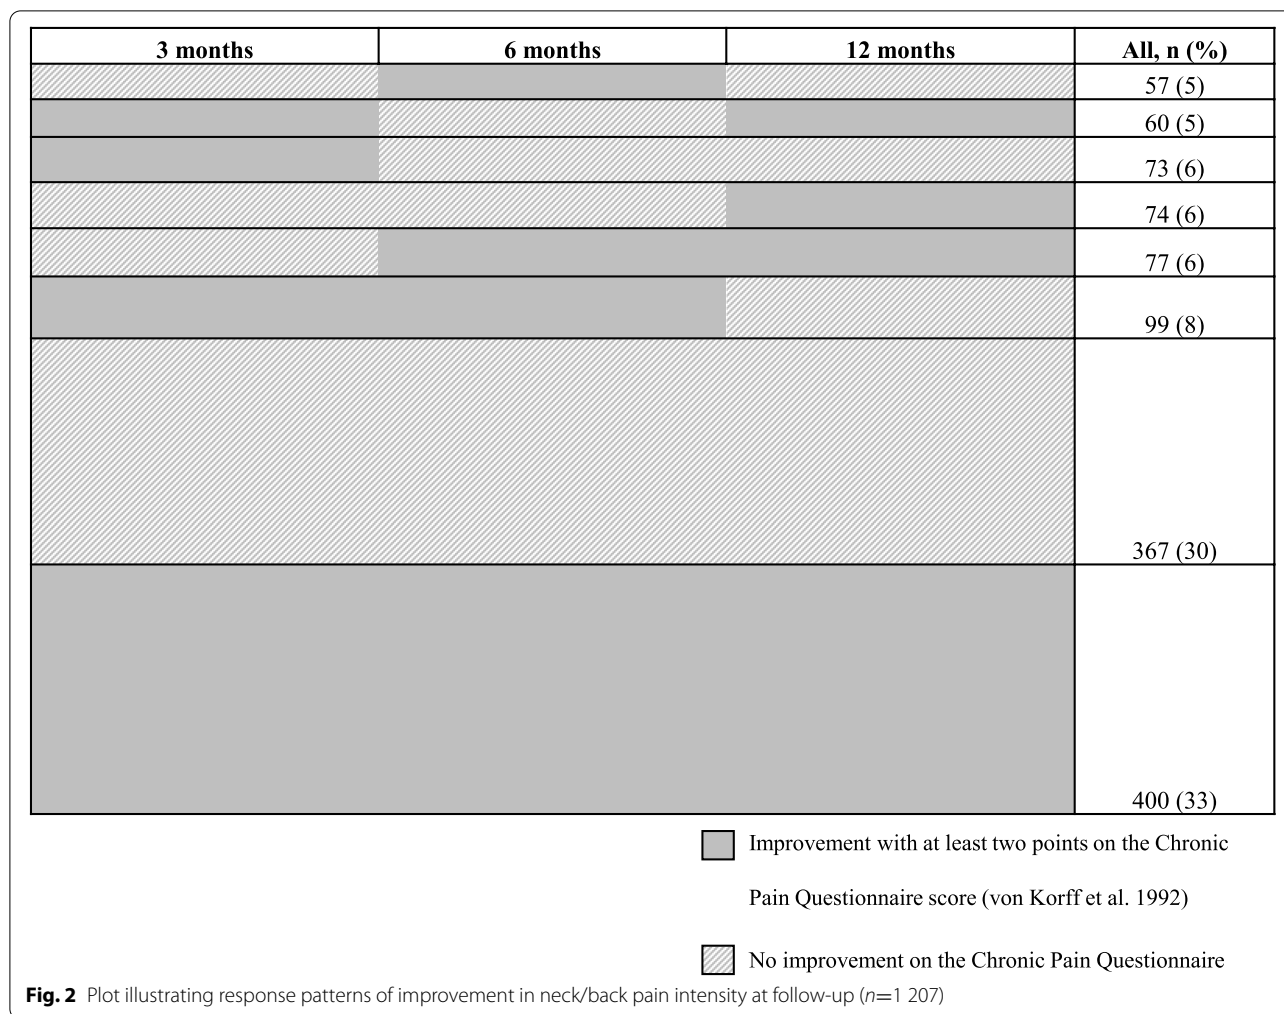 3 months 6 months 12 months All, n (%)
57 (5)
60 (5)
73 (6)
74 (6)
77 (6)
99 (8)
367 (30)
400 (33)
Improvement with at least two points on the Chronic
Pain Questionnaire score (von Korff et al. 1992)
No improvement on the Chronic Pain Questionnaire
Fig. 2 Plot illustrating response patterns of improvement in neck/back pain intensity at follow-up (n=1 207)